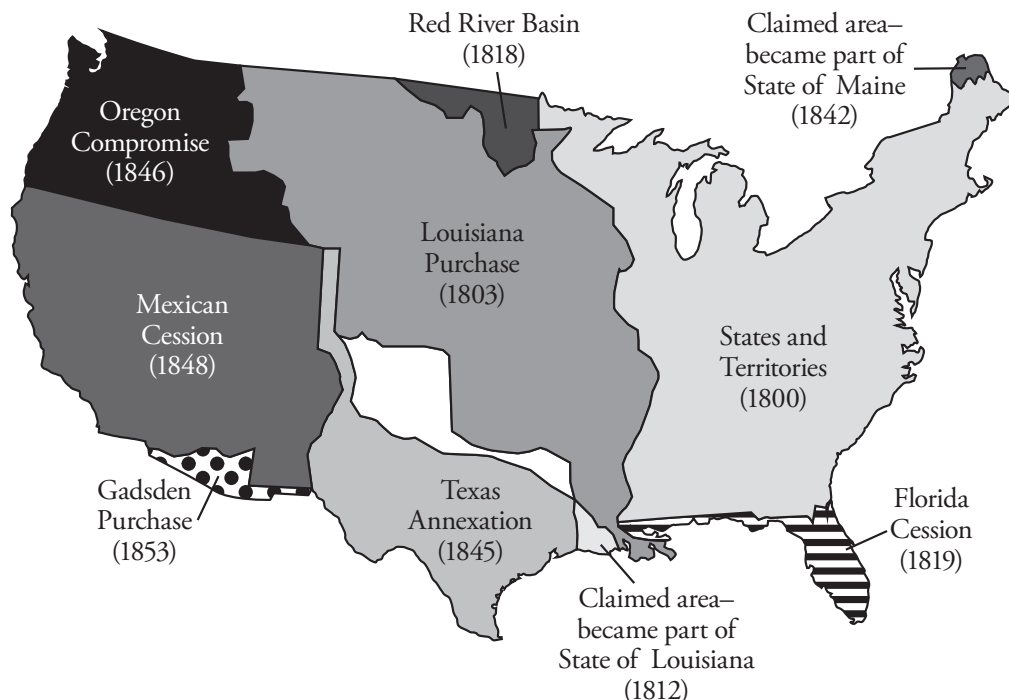 Red River Basin
(1818)
Claimed area–
became part of
State of Maine
(1842)
Oregon
Compromise
(1846)
Louisiana
Purchase
(1803)
Mexican
Cession
(1848)
States and
Territories
(1800)
Gadsden
Purchase
(1853)
Texas
Annexation
(1845)
Florida
Cession
(1819)
Claimed area–
became part of
State of Louisiana
(1812)